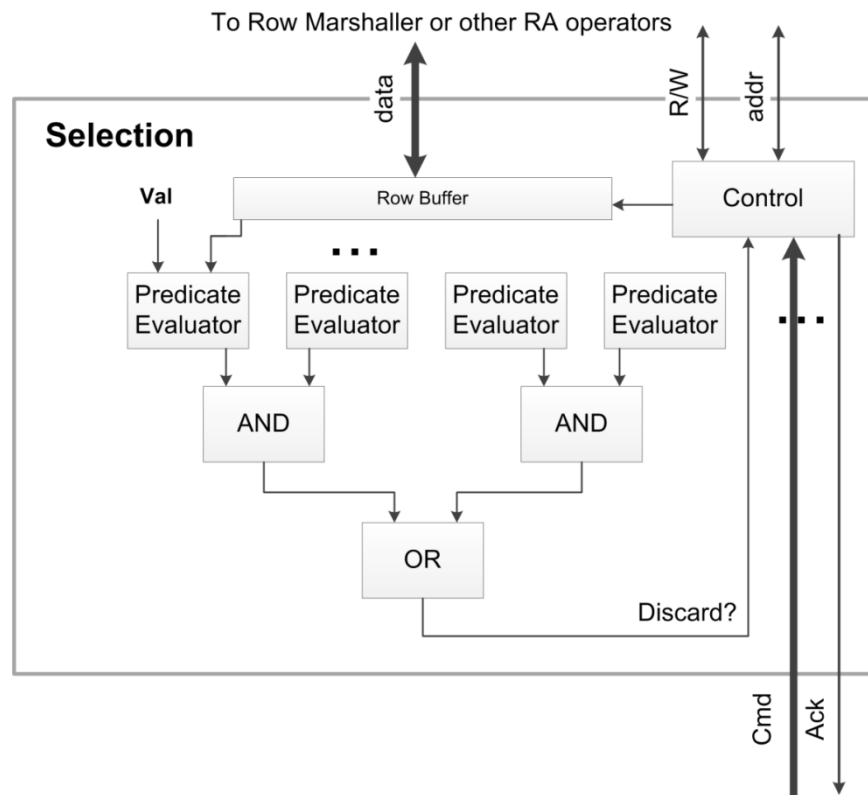 To Row Marshaller or other RA operators
data
R/W
addr
Selection
Val
Row Buffer
Control
...
Predicate
Evaluator
Predicate
Evaluator
Predicate
Evaluator
Predicate
Evaluator
...
AND
AND
OR
Discard?
Cmd
Ack